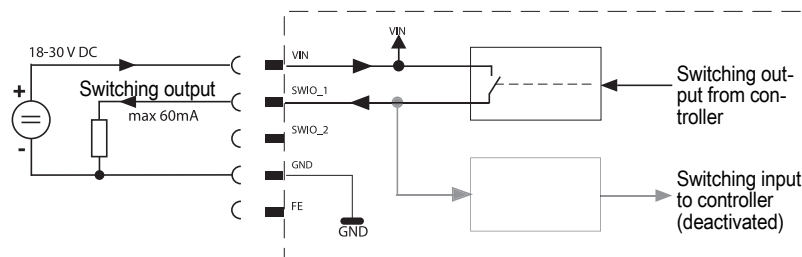 18-30 V DC
VIN
VIN
+
Switching output
max 60mA
SWIO_1
Switching out-
put from con-
troller
SWIO_2
-
GND
Switching input
to controller
(deactivated)
FE
GND